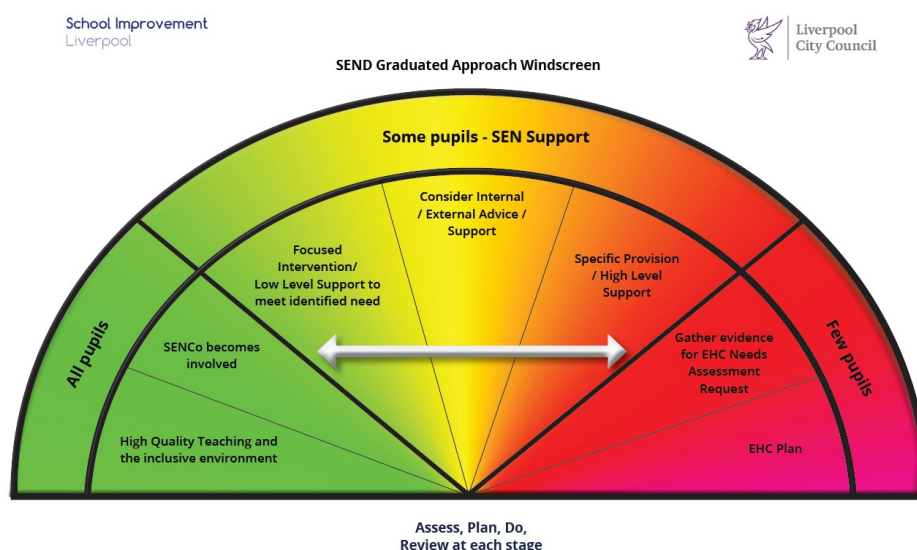 School Improvement
Liverpool
Liverpool
City Council
SEND Graduated Approach Windscreen
Some pupils - SEN Support
Consider Internal
/ External Advice /
Support
Focused
Intervention/
Low Level Support to
meet identified need
Specific Provision
/ High Level
Support
All pupils
SENCo becomes
involved
Gather evidence
for EHC Needs
Assessment
Request
Few pupils
High Quality Teaching and
the inclusive environment
EHC Plan
Assess, Plan, Do,
Review at each stage